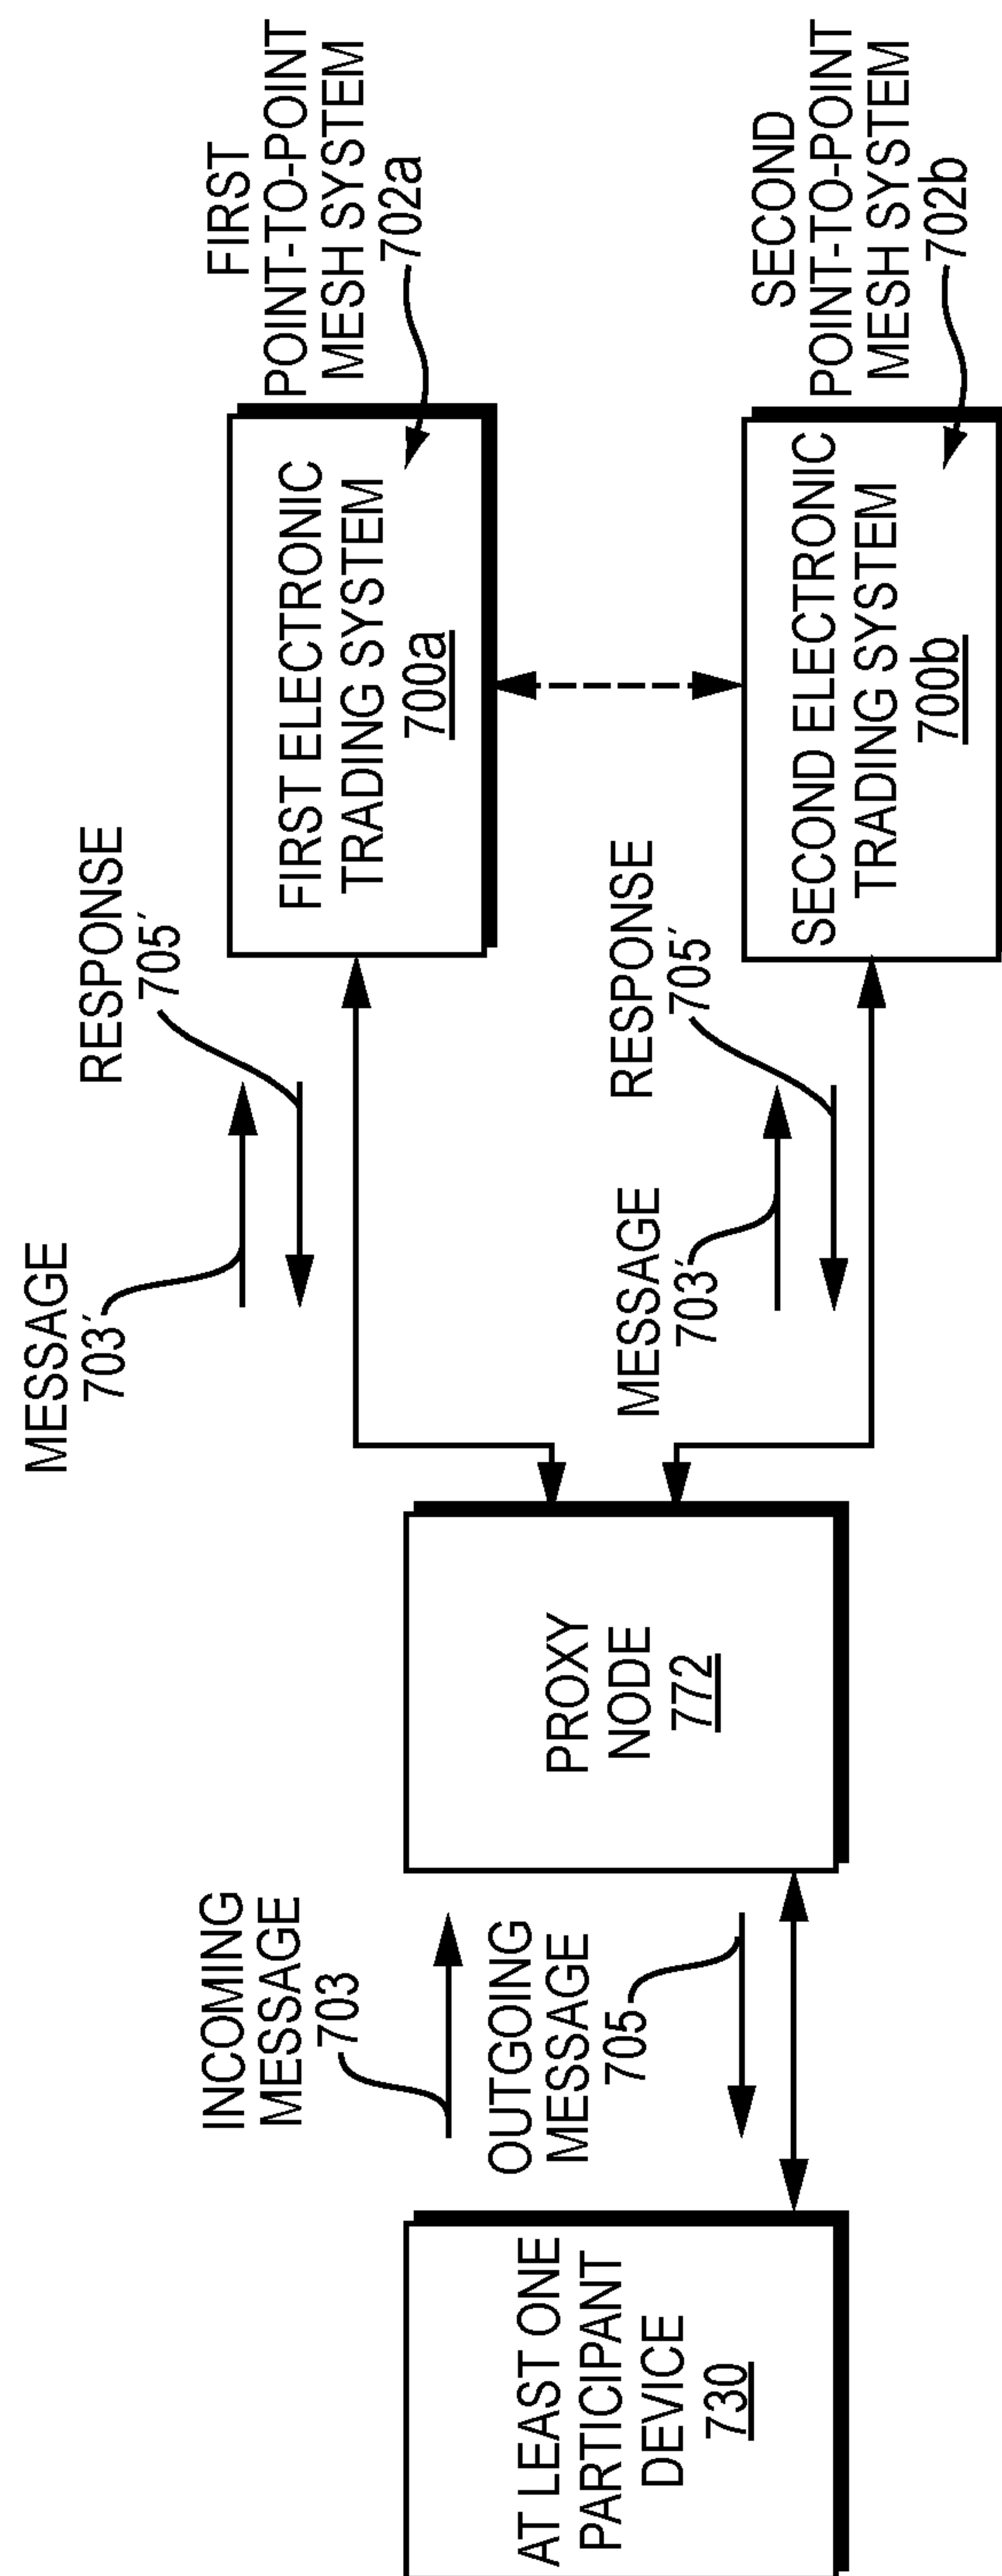 AT LEAST ONE
PARTICIPANT
DEVICE
730
INCOMING
MESSAGE
703
OUTGOING
MESSAGE
705
PROXY
NODE
772
MESSAGE
703′
RESPONSE
705′
MESSAGE
703′
RESPONSE
705′
FIRST ELECTRONIC
TRADING SYSTEM
700a
FIRST
POINT-TO-POINT
MESH SYSTEM
702a
SECOND ELECTRONIC
TRADING SYSTEM
700b
SECOND
POINT-TO-POINT
MESH SYSTEM
702b